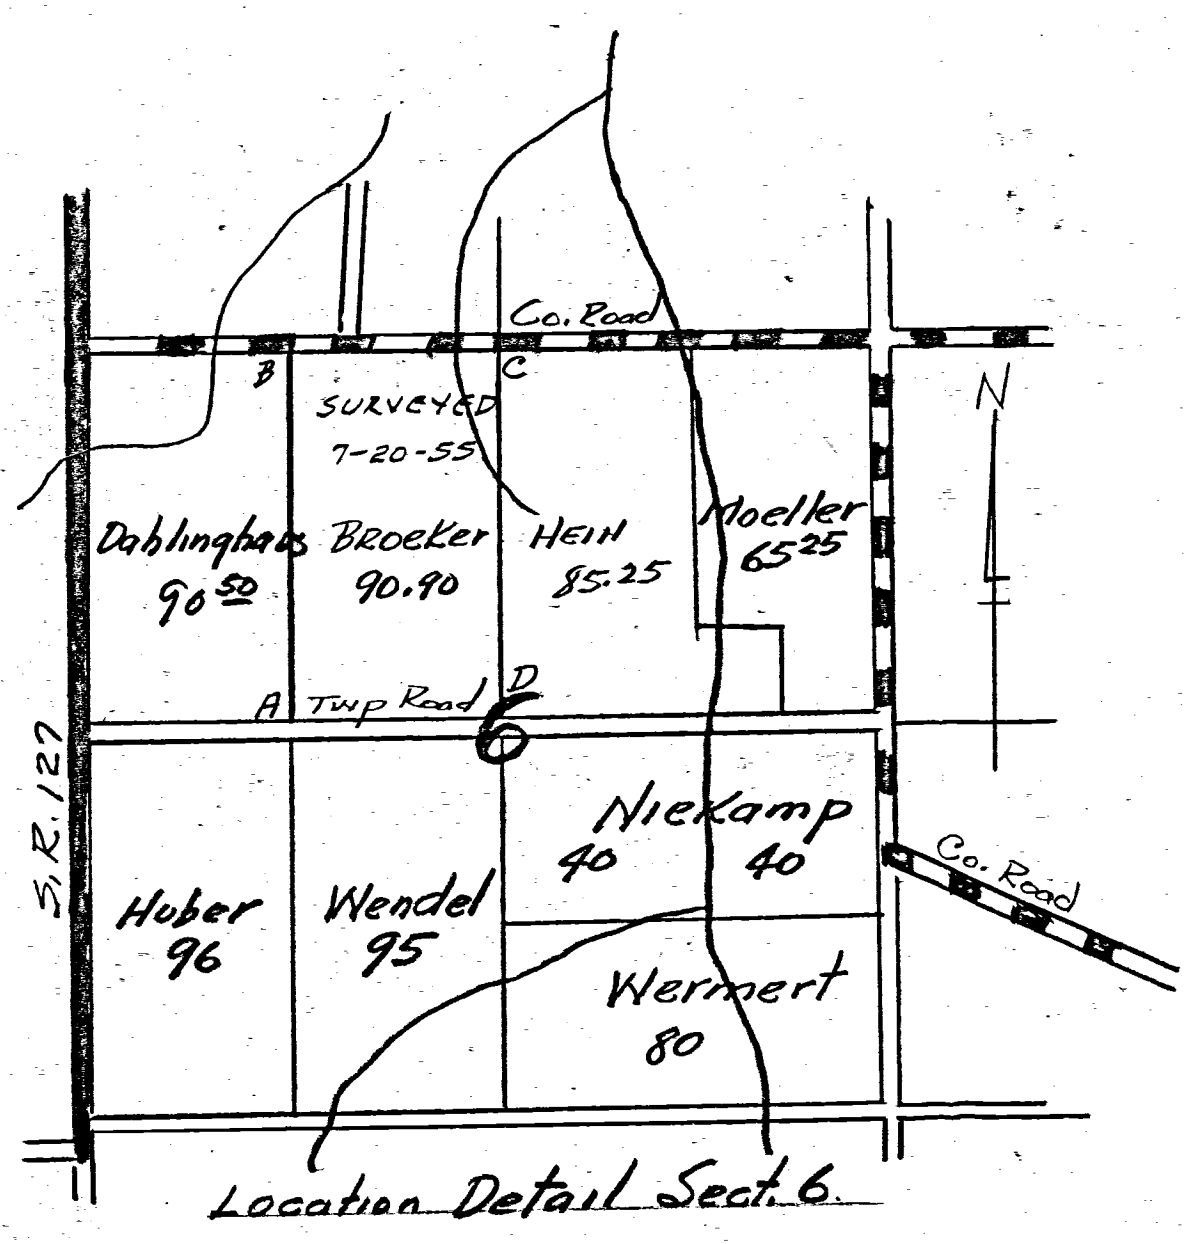 Co. Road
B
C
N
SURVEYED
7-20-55
Dahlinghaus
90 50
BROEKER
90.90
HEIN
85.25
Moeller
65 25
A
Twp Road
D
S.R. 127
Niekamp
40
40
Co. Road
Huber
96
Wendel
95
Wermert
80
Location Detail Sect. 6.